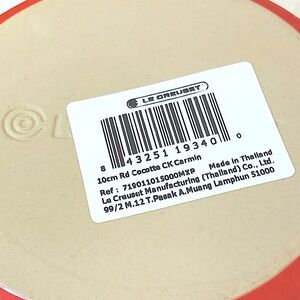 LE CREUSET
8 43251 19340 0
10cm Rd Cocotte CK Carmin
Made in Thailand
Ref : 719011015000MXP
Le Creuset Manufacturing (Thailand) Co., Ltd.
99/2 M.12 T.Pasak A.Muang Lamphun 51000